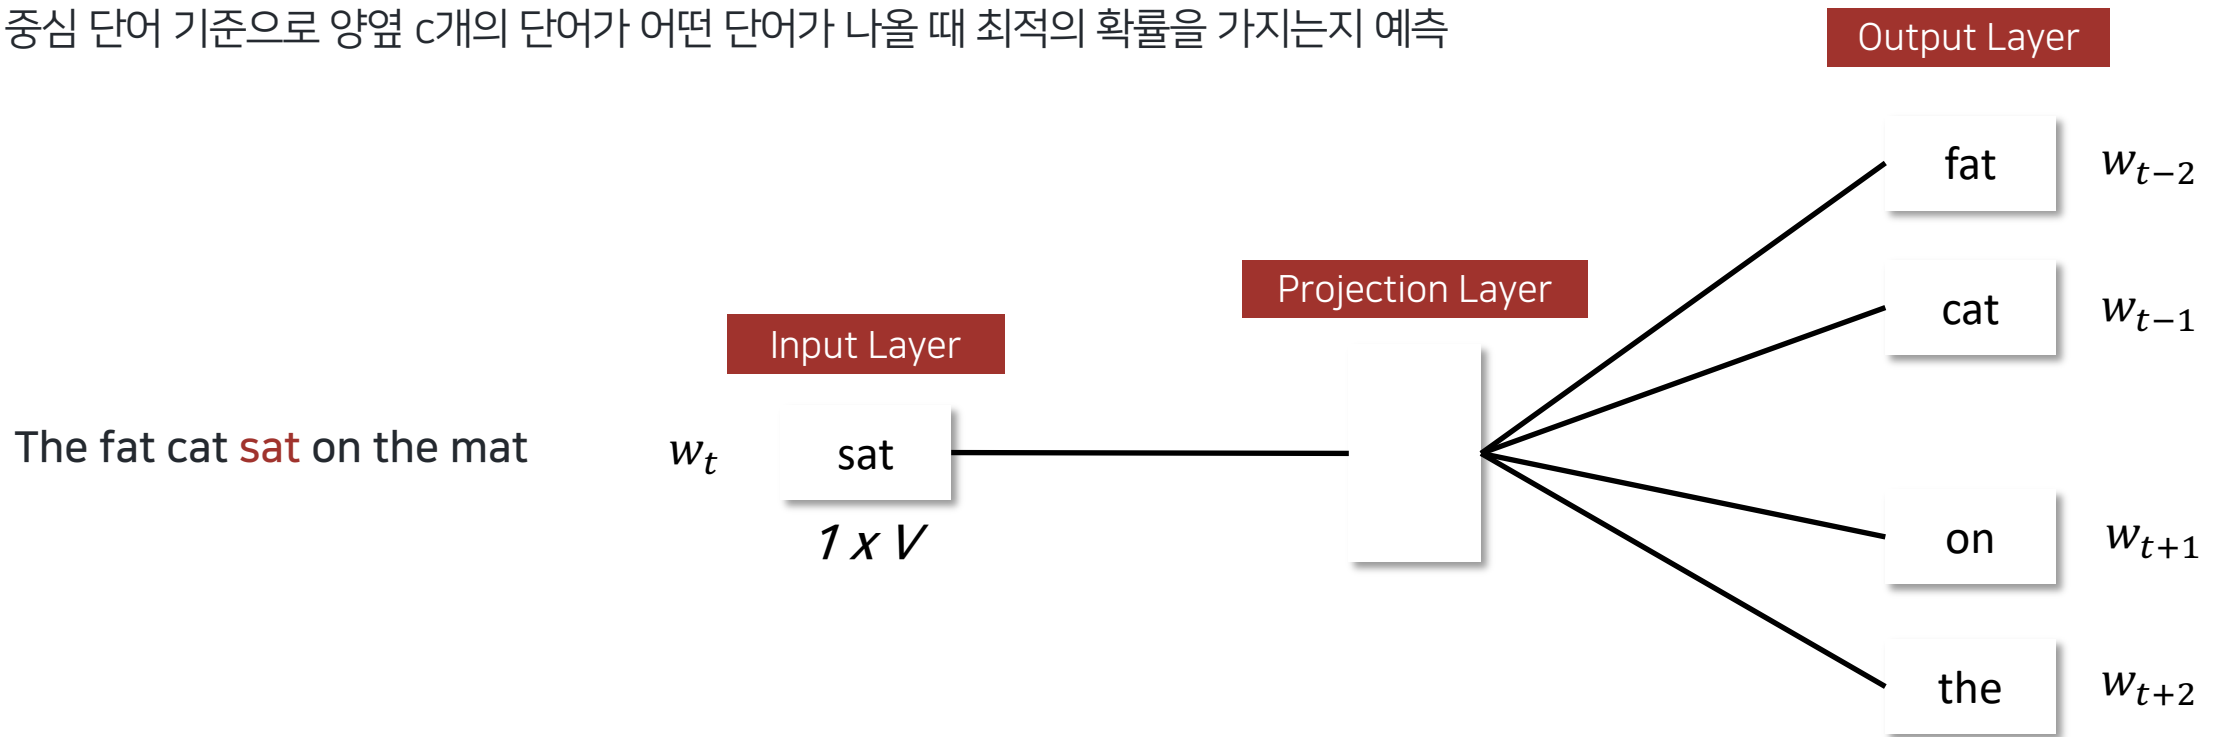 중심 단어 기준으로 양옆 c개의 단어가 어떤 단어가 나올 때 최적의 확률을 가지는지 예측
Output Layer
fat w_{t-2}
Projection Layer
cat w_{t-1}
Input Layer
The fat cat sat on the mat w_t sat
1 x V
on w_{t+1}
the w_{t+2}